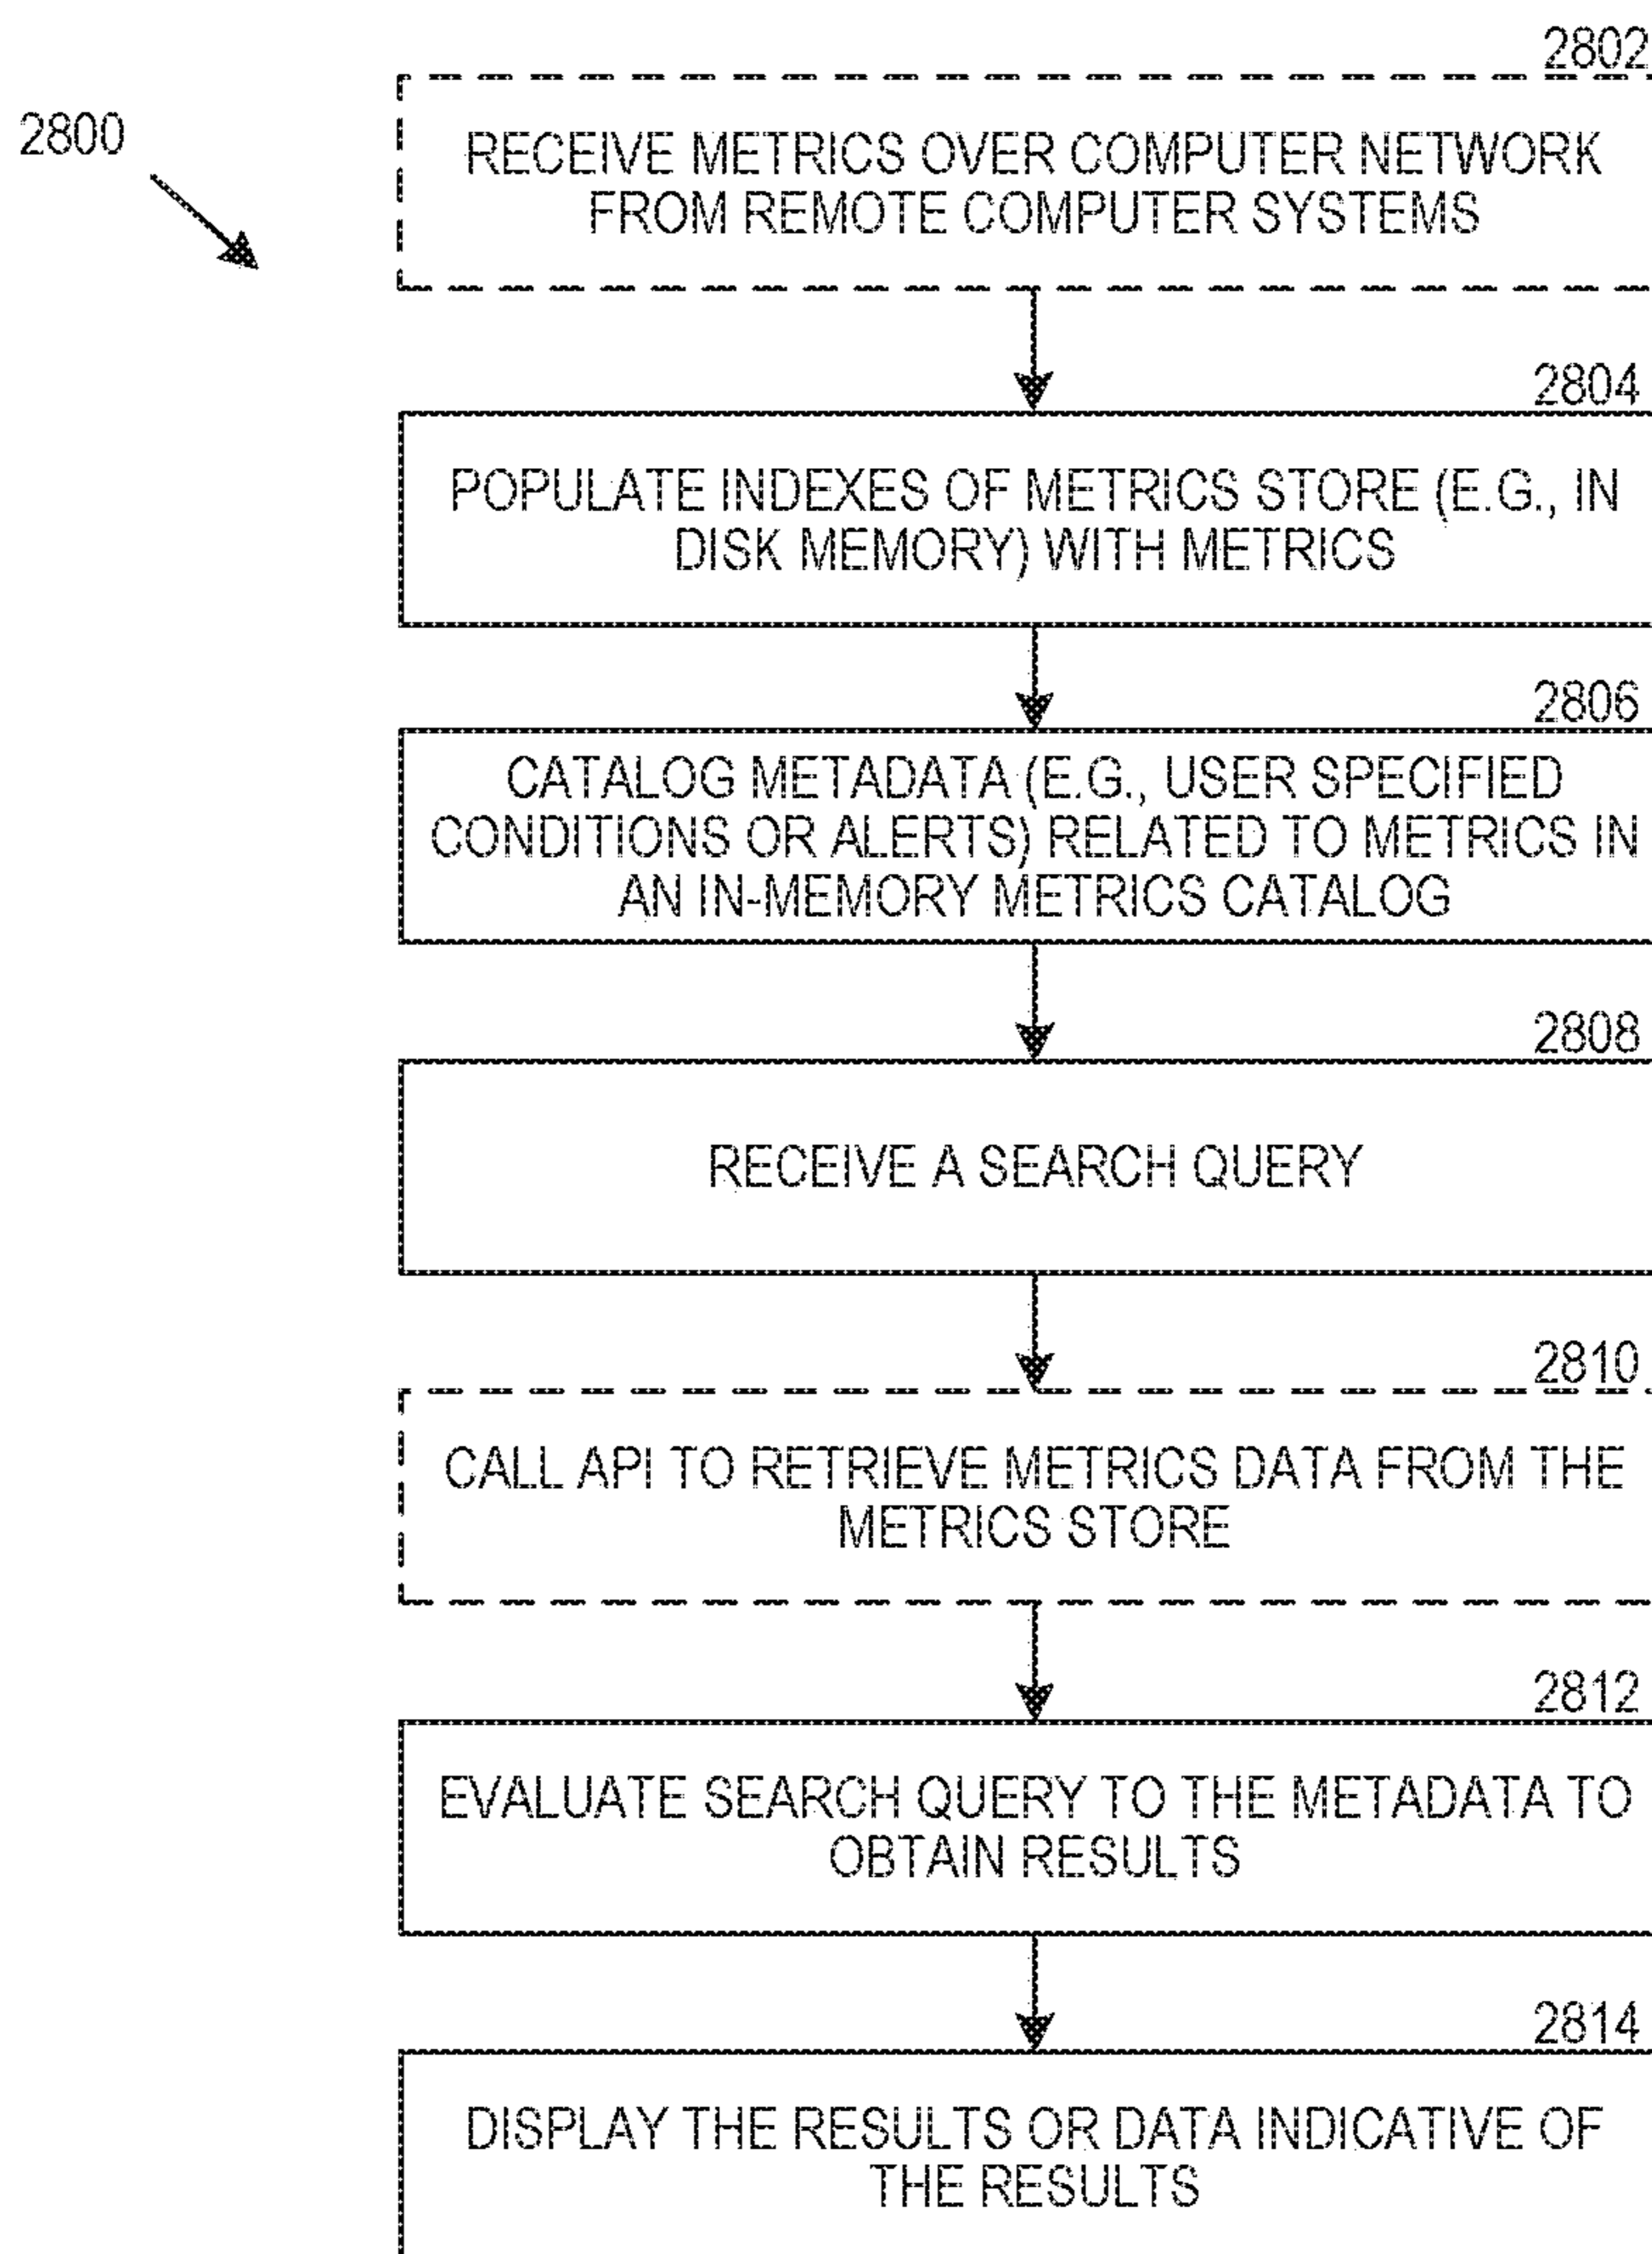 2802
2800
RECEIVE METRICS OVER COMPUTER NETWORK
FROM REMOTE COMPUTER SYSTEMS
2804
POPULATE INDEXES OF METRICS STORE (E.G., IN
DISK MEMORY) WITH METRICS
2806
CATALOG METADATA (E.G., USER SPECIFIED
CONDITIONS OR ALERTS) RELATED TO METRICS IN
AN IN-MEMORY METRICS CATALOG
2808
RECEIVE A SEARCH QUERY
2810
CALL API TO RETRIEVE METRICS DATA FROM THE
METRICS STORE
2812
EVALUATE SEARCH QUERY TO THE METADATA TO
OBTAIN RESULTS
2814
DISPLAY THE RESULTS OR DATA INDICATIVE OF
THE RESULTS